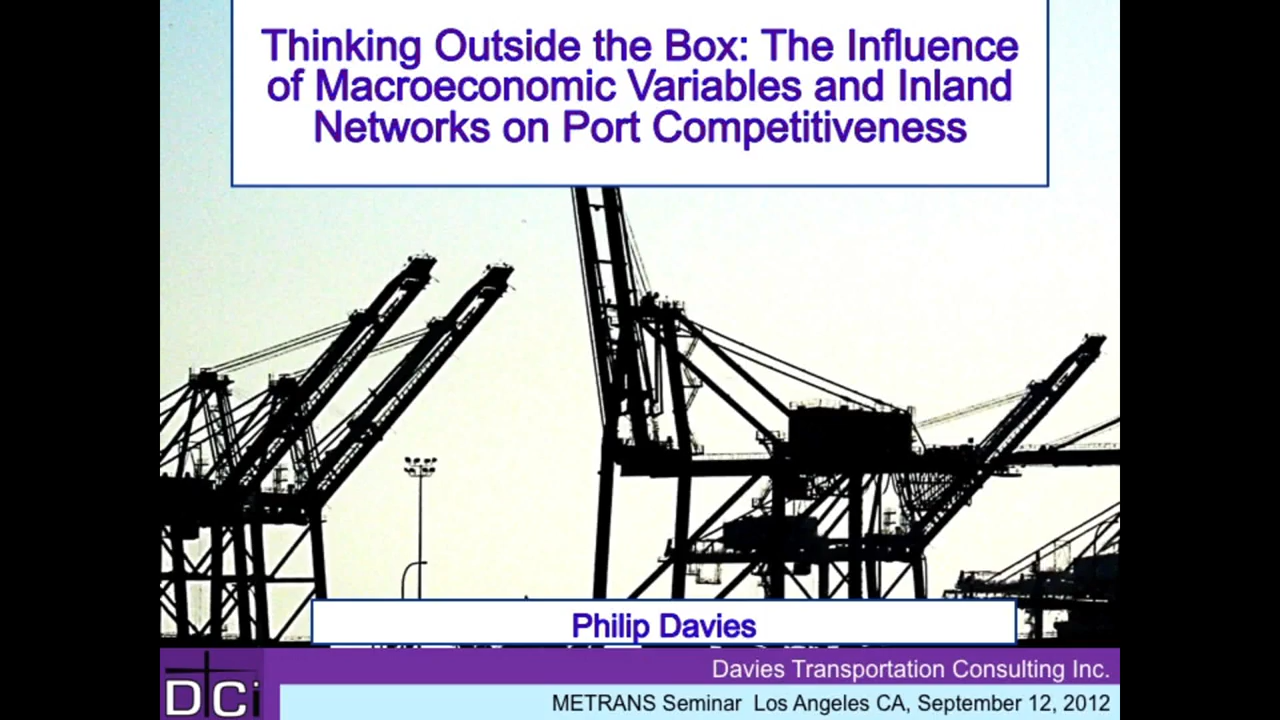 Thinking Outside the Box: The Influence
of Macroeconomic Variables and Inland
Networks on Port Competitiveness
Philip Davies
Davies Transportation Consulting Inc.
DTCi
METRANS Seminar Los Angeles CA, September 12, 2012